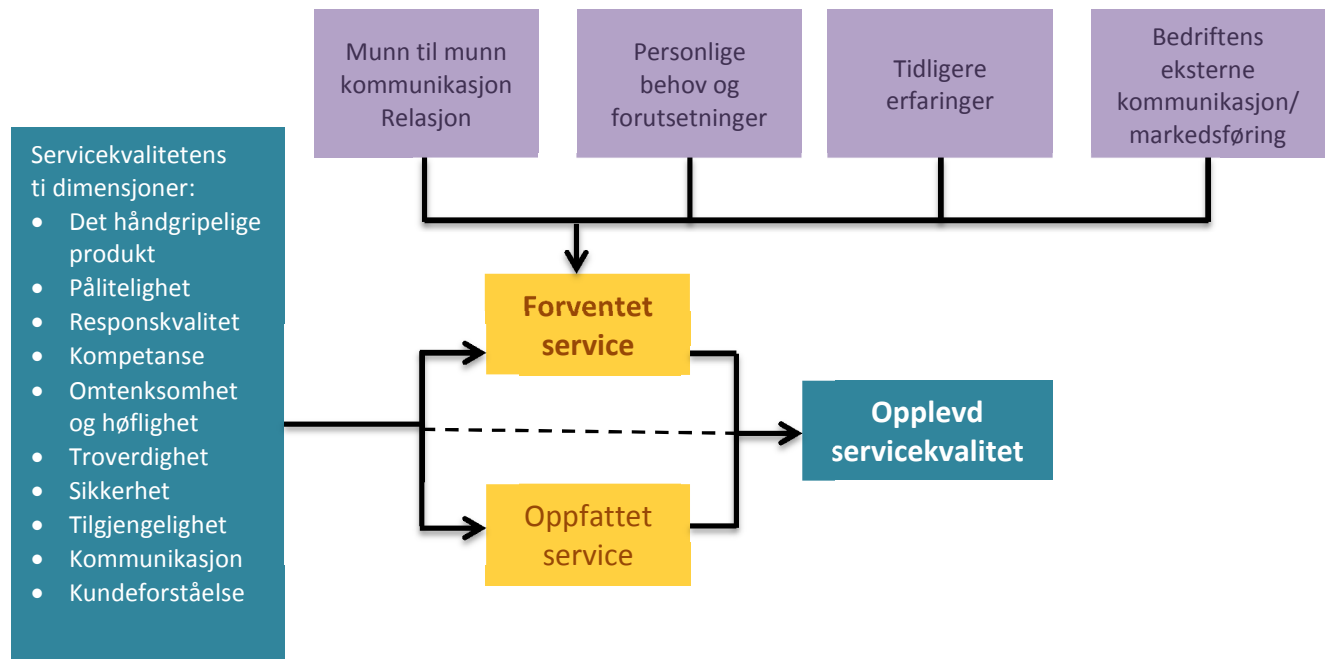 Munn til munn
kommunikasjon
Relasjon
Personlige
behov og
forutsetninger
Tidligere
erfaringer
Bedriftens
eksterne
kommunikasjon/
markedsføring
Servicekvalitetens
ti dimensjoner:
• Det håndgripelige
produkt
• Pålitelighet
• Responskvalitet
• Kompetanse
• Omtenksomhet
og høflighet
• Troverdighet
• Sikkerhet
• Tilgjengelighet
• Kommunikasjon
• Kundeforståelse
Forventet
service
Oppfattet
service
Opplevd
servicekvalitet